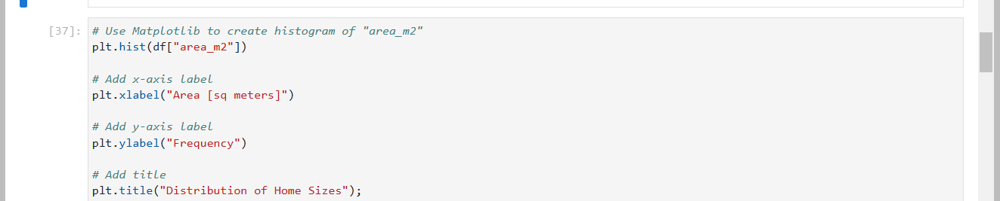 [37]:
# Use Matplotlib to create histogram of "area_m2"
plt.hist(df["area_m2"])
# Add x-axis label
plt.xlabel("Area [sq meters]")
# Add y-axis label
plt.ylabel("Frequency")
# Add title
plt.title("Distribution of Home Sizes");